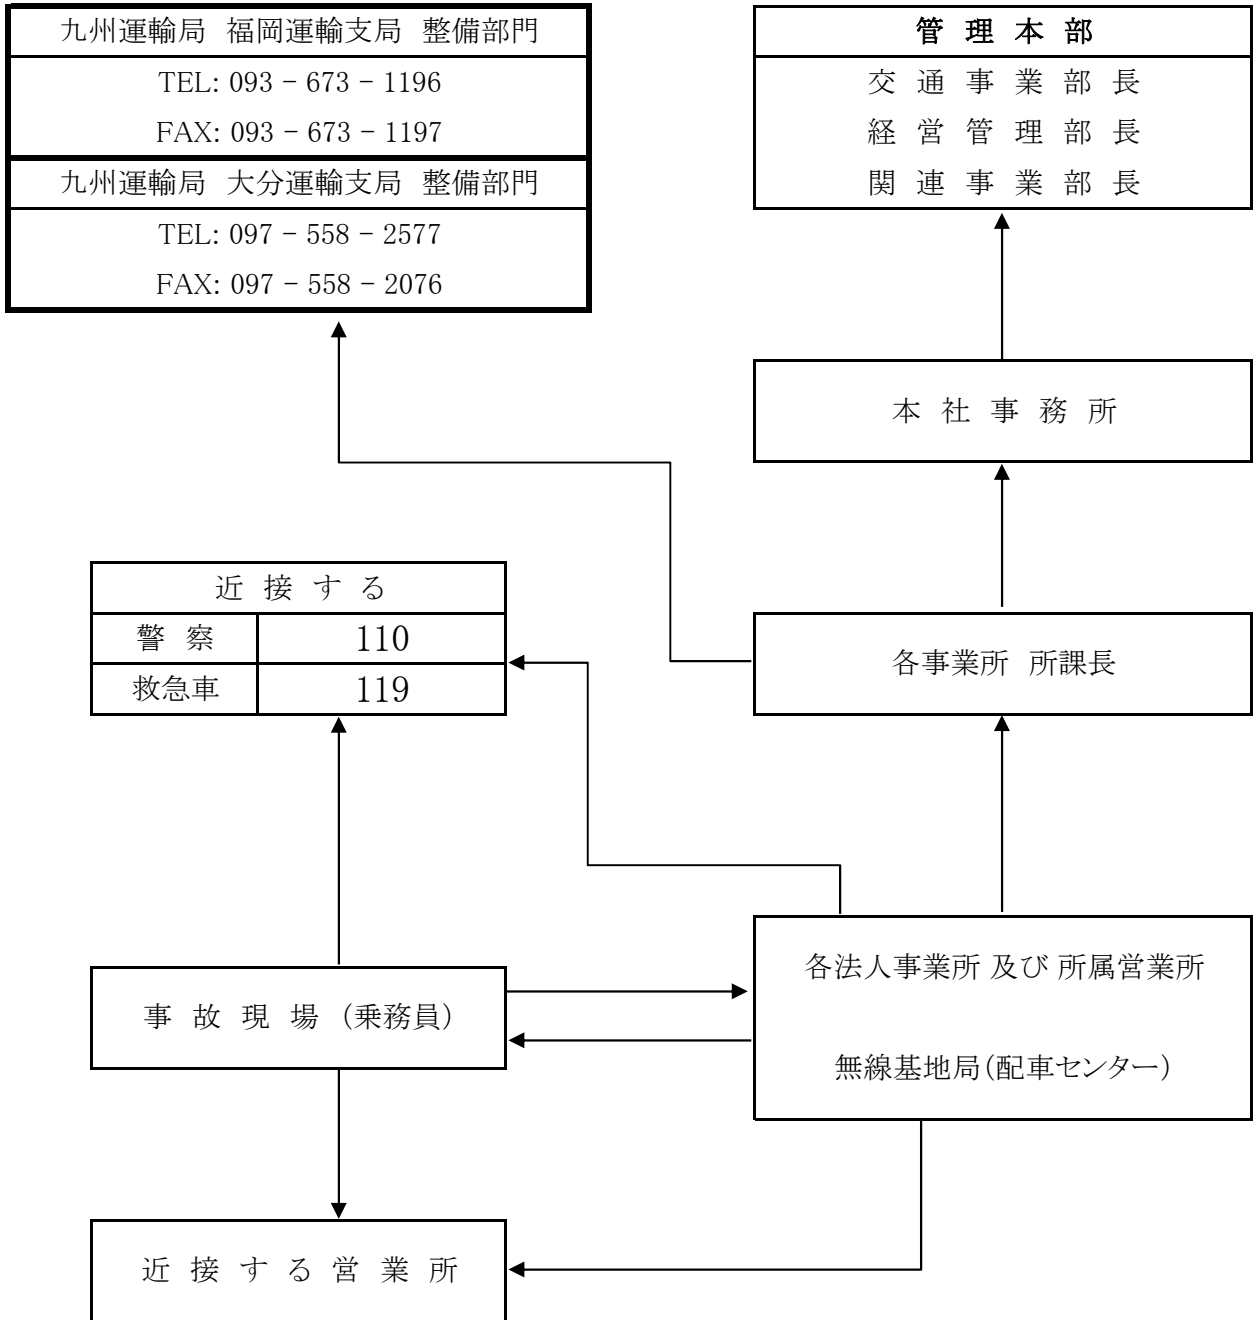 九州運輸局 福岡運輸支局 整備部門
TEL: 093 - 673 - 1196
FAX: 093 - 673 - 1197
九州運輸局 大分運輸支局 整備部門
TEL: 097 - 558 - 2577
FAX: 097 - 558 - 2076
管理本部
交通事業部長
経営管理部長
関連事業部長
本社事務所
近接する
警察 110
救急車 119
各事業所 所課長
事故現場(乗務員)
各法人事業所 及び 所属営業所
無線基地局(配車センター)
近接する営業所